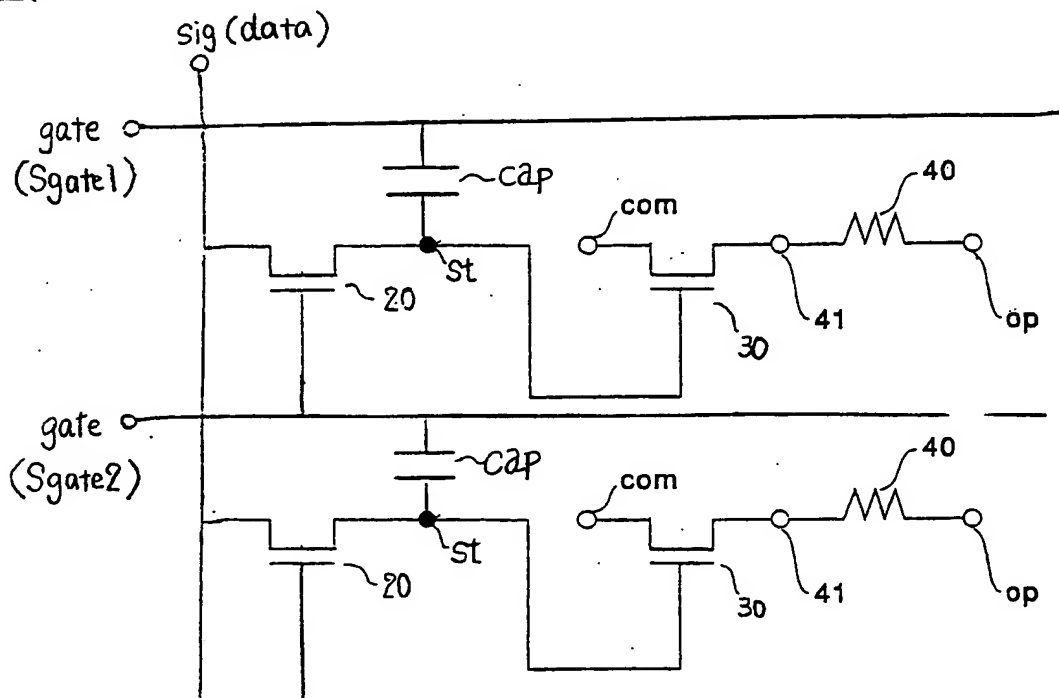 sig (data)
gate
(Sgate1)
cap
com
40
st
20
30
41
op
gate
(Sgate2)
cap
com
40
st
20
30
41
op